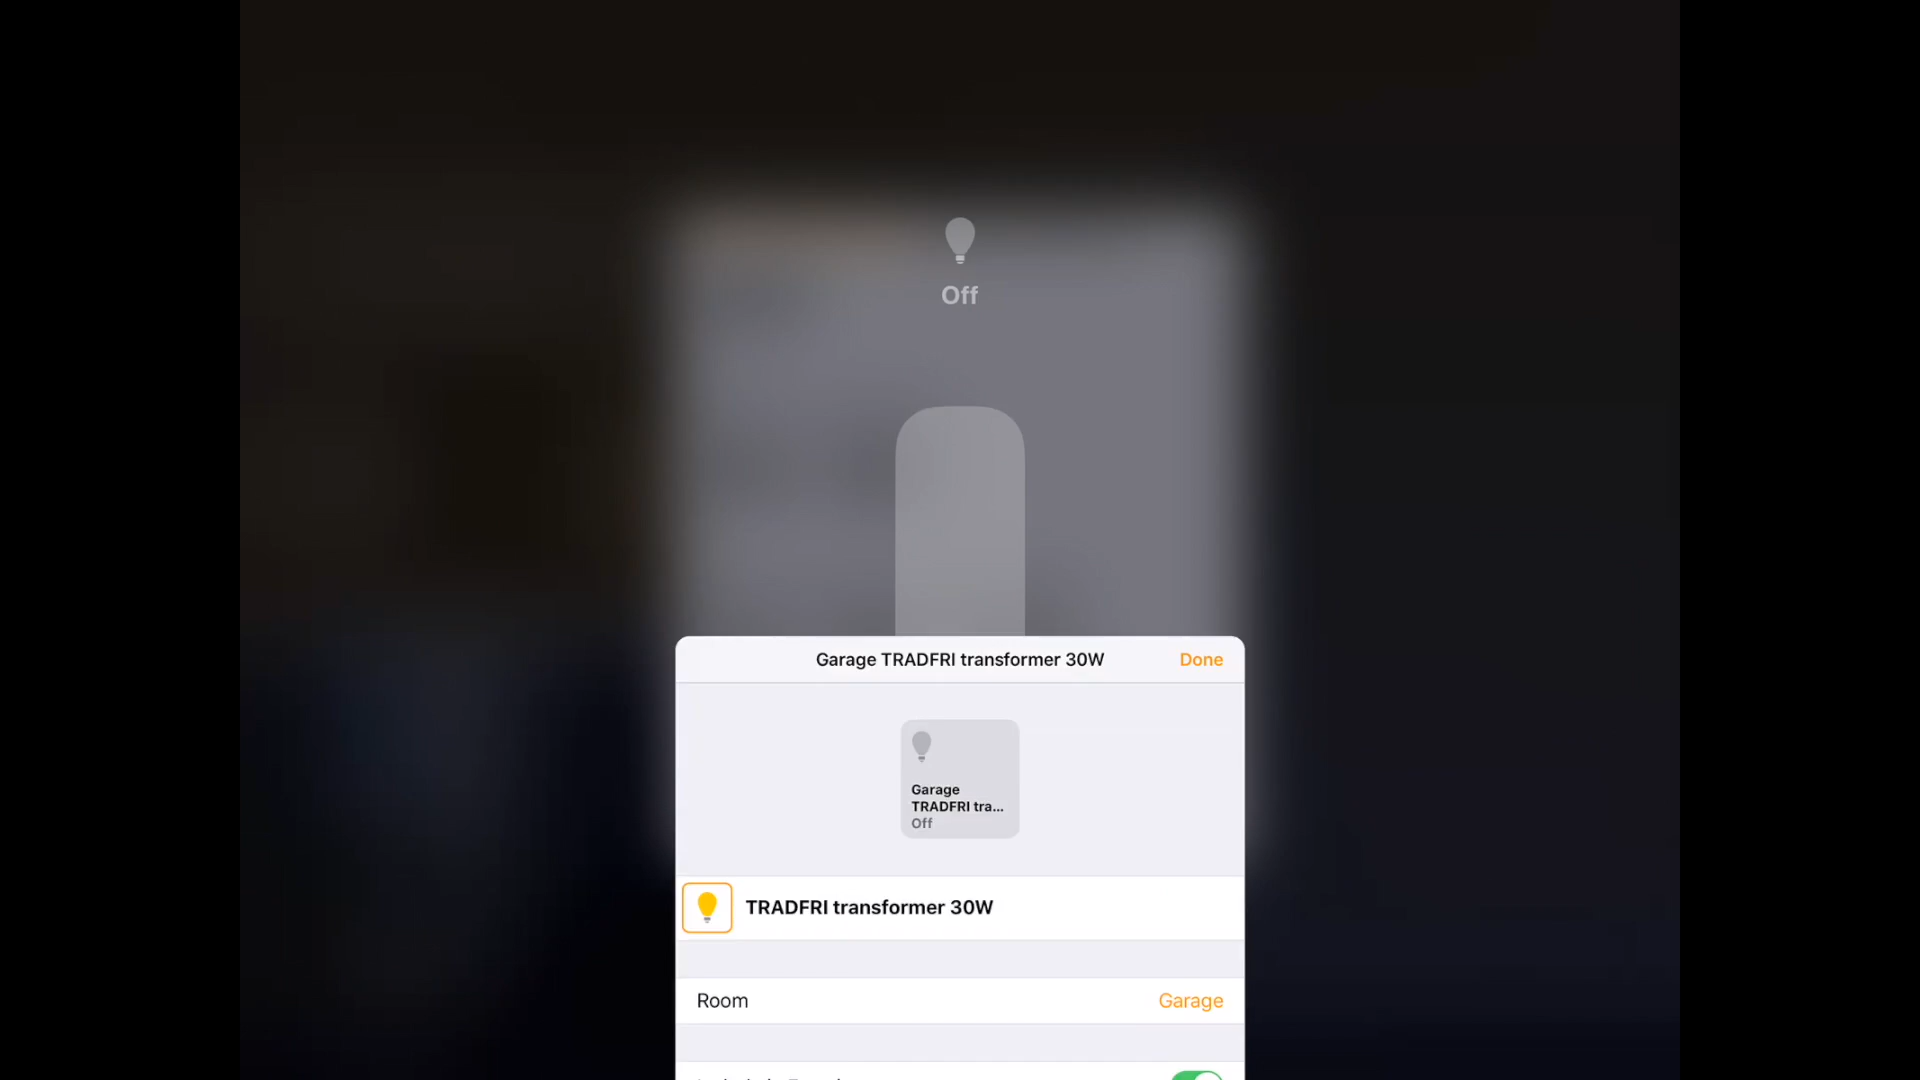 Off
Garage TRADFRI transformer 30W
Done
Garage
TRADFRI tra...
Off
TRADFRI transformer 30W
Room
Garage